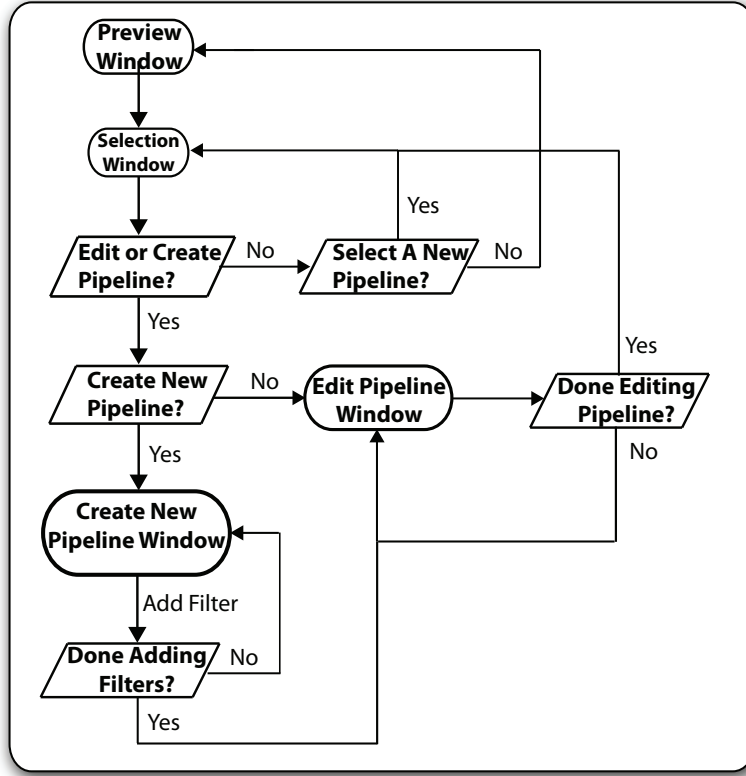 Preview
Window
Selection
Window
Yes
Edit or Create
Pipeline?
No
Select A New
Pipeline?
No
Yes
Yes
Create New
Pipeline?
No
Edit Pipeline
Window
Done Editing
Pipeline?
Yes
No
Create New
Pipeline Window
Add Filter
Done Adding
Filters?
No
Yes